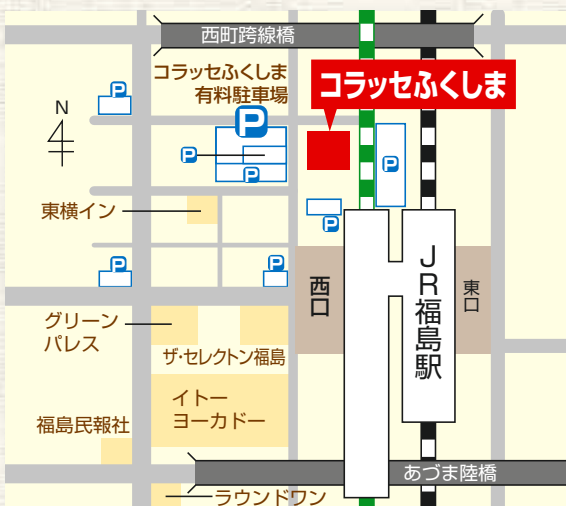 西町跨線橋
コラッセふくしま
有料駐車場
コラッセふくしま
P
N
P
P
P
P
P
東横イン
P
P
西口
JR福島駅
東口
グリーン
パレス
ザ・セレクトン福島
イトー
ヨーカドー
福島民報社
あづま陸橋
ラウンドワン